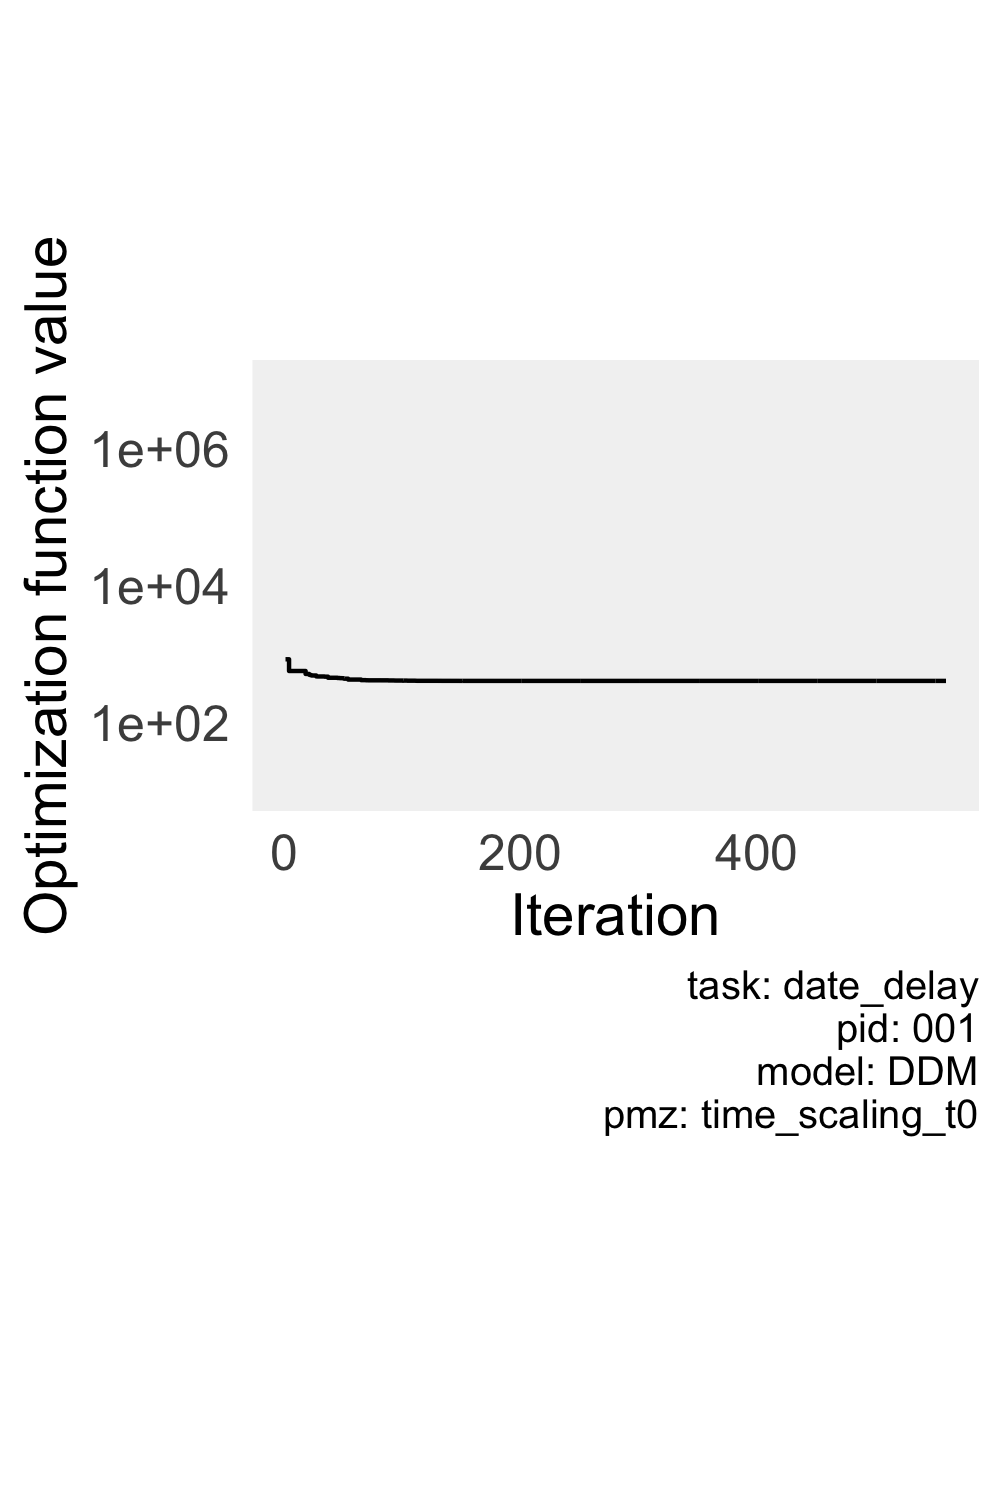 Optimization function value
1e+06
1e+04
1e+02
0 200 400
Iteration
task: date_delay
pid: 001
model: DDM
pmz: time_scaling_t0